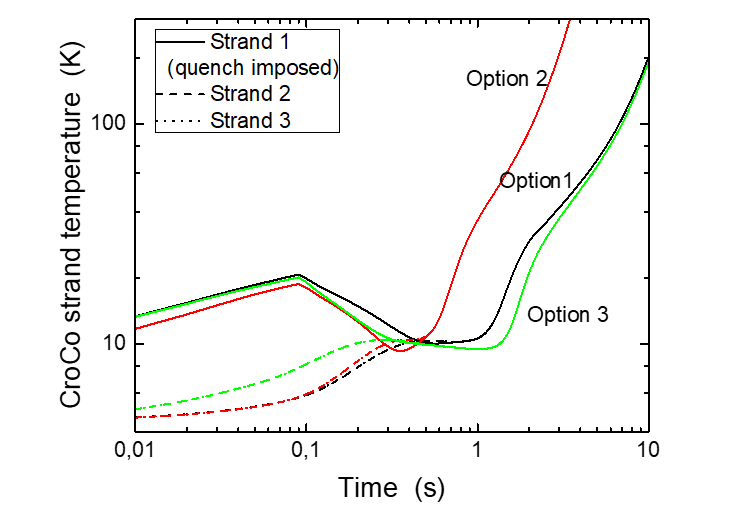 Strand 1
(quench imposed)
Strand 2
Strand 3
Option 2
Option1
Option 3
100
10
0,01
0,1
1
10
CroCo strand temperature (K)
Time (s)